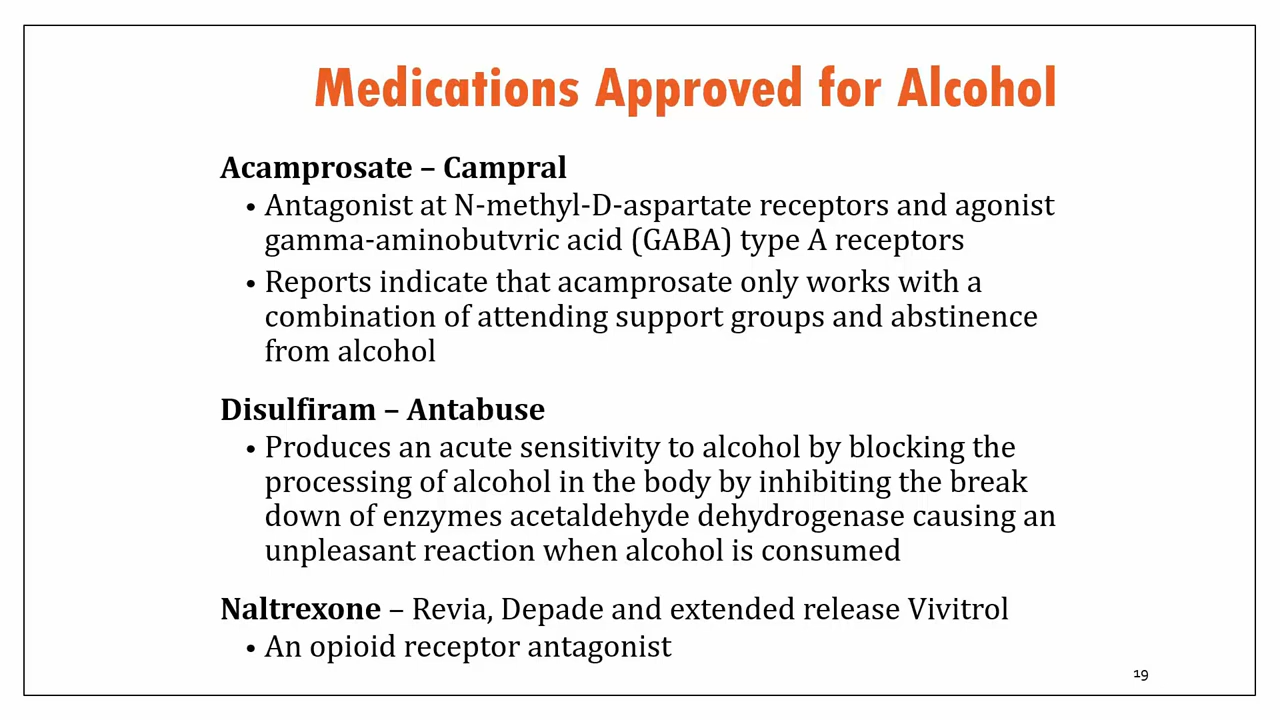 Medications Approved for Alcohol
Acamprosate – Campral
• Antagonist at N-methyl-D-aspartate receptors and agonist
gamma-aminobutvric acid (GABA) type A receptors
• Reports indicate that acamprosate only works with a
combination of attending support groups and abstinence
from alcohol
Disulfiram – Antabuse
• Produces an acute sensitivity to alcohol by blocking the
processing of alcohol in the body by inhibiting the break
down of enzymes acetaldehyde dehydrogenase causing an
unpleasant reaction when alcohol is consumed
Naltrexone – Revia, Depade and extended release Vivitrol
• An opioid receptor antagonist
19